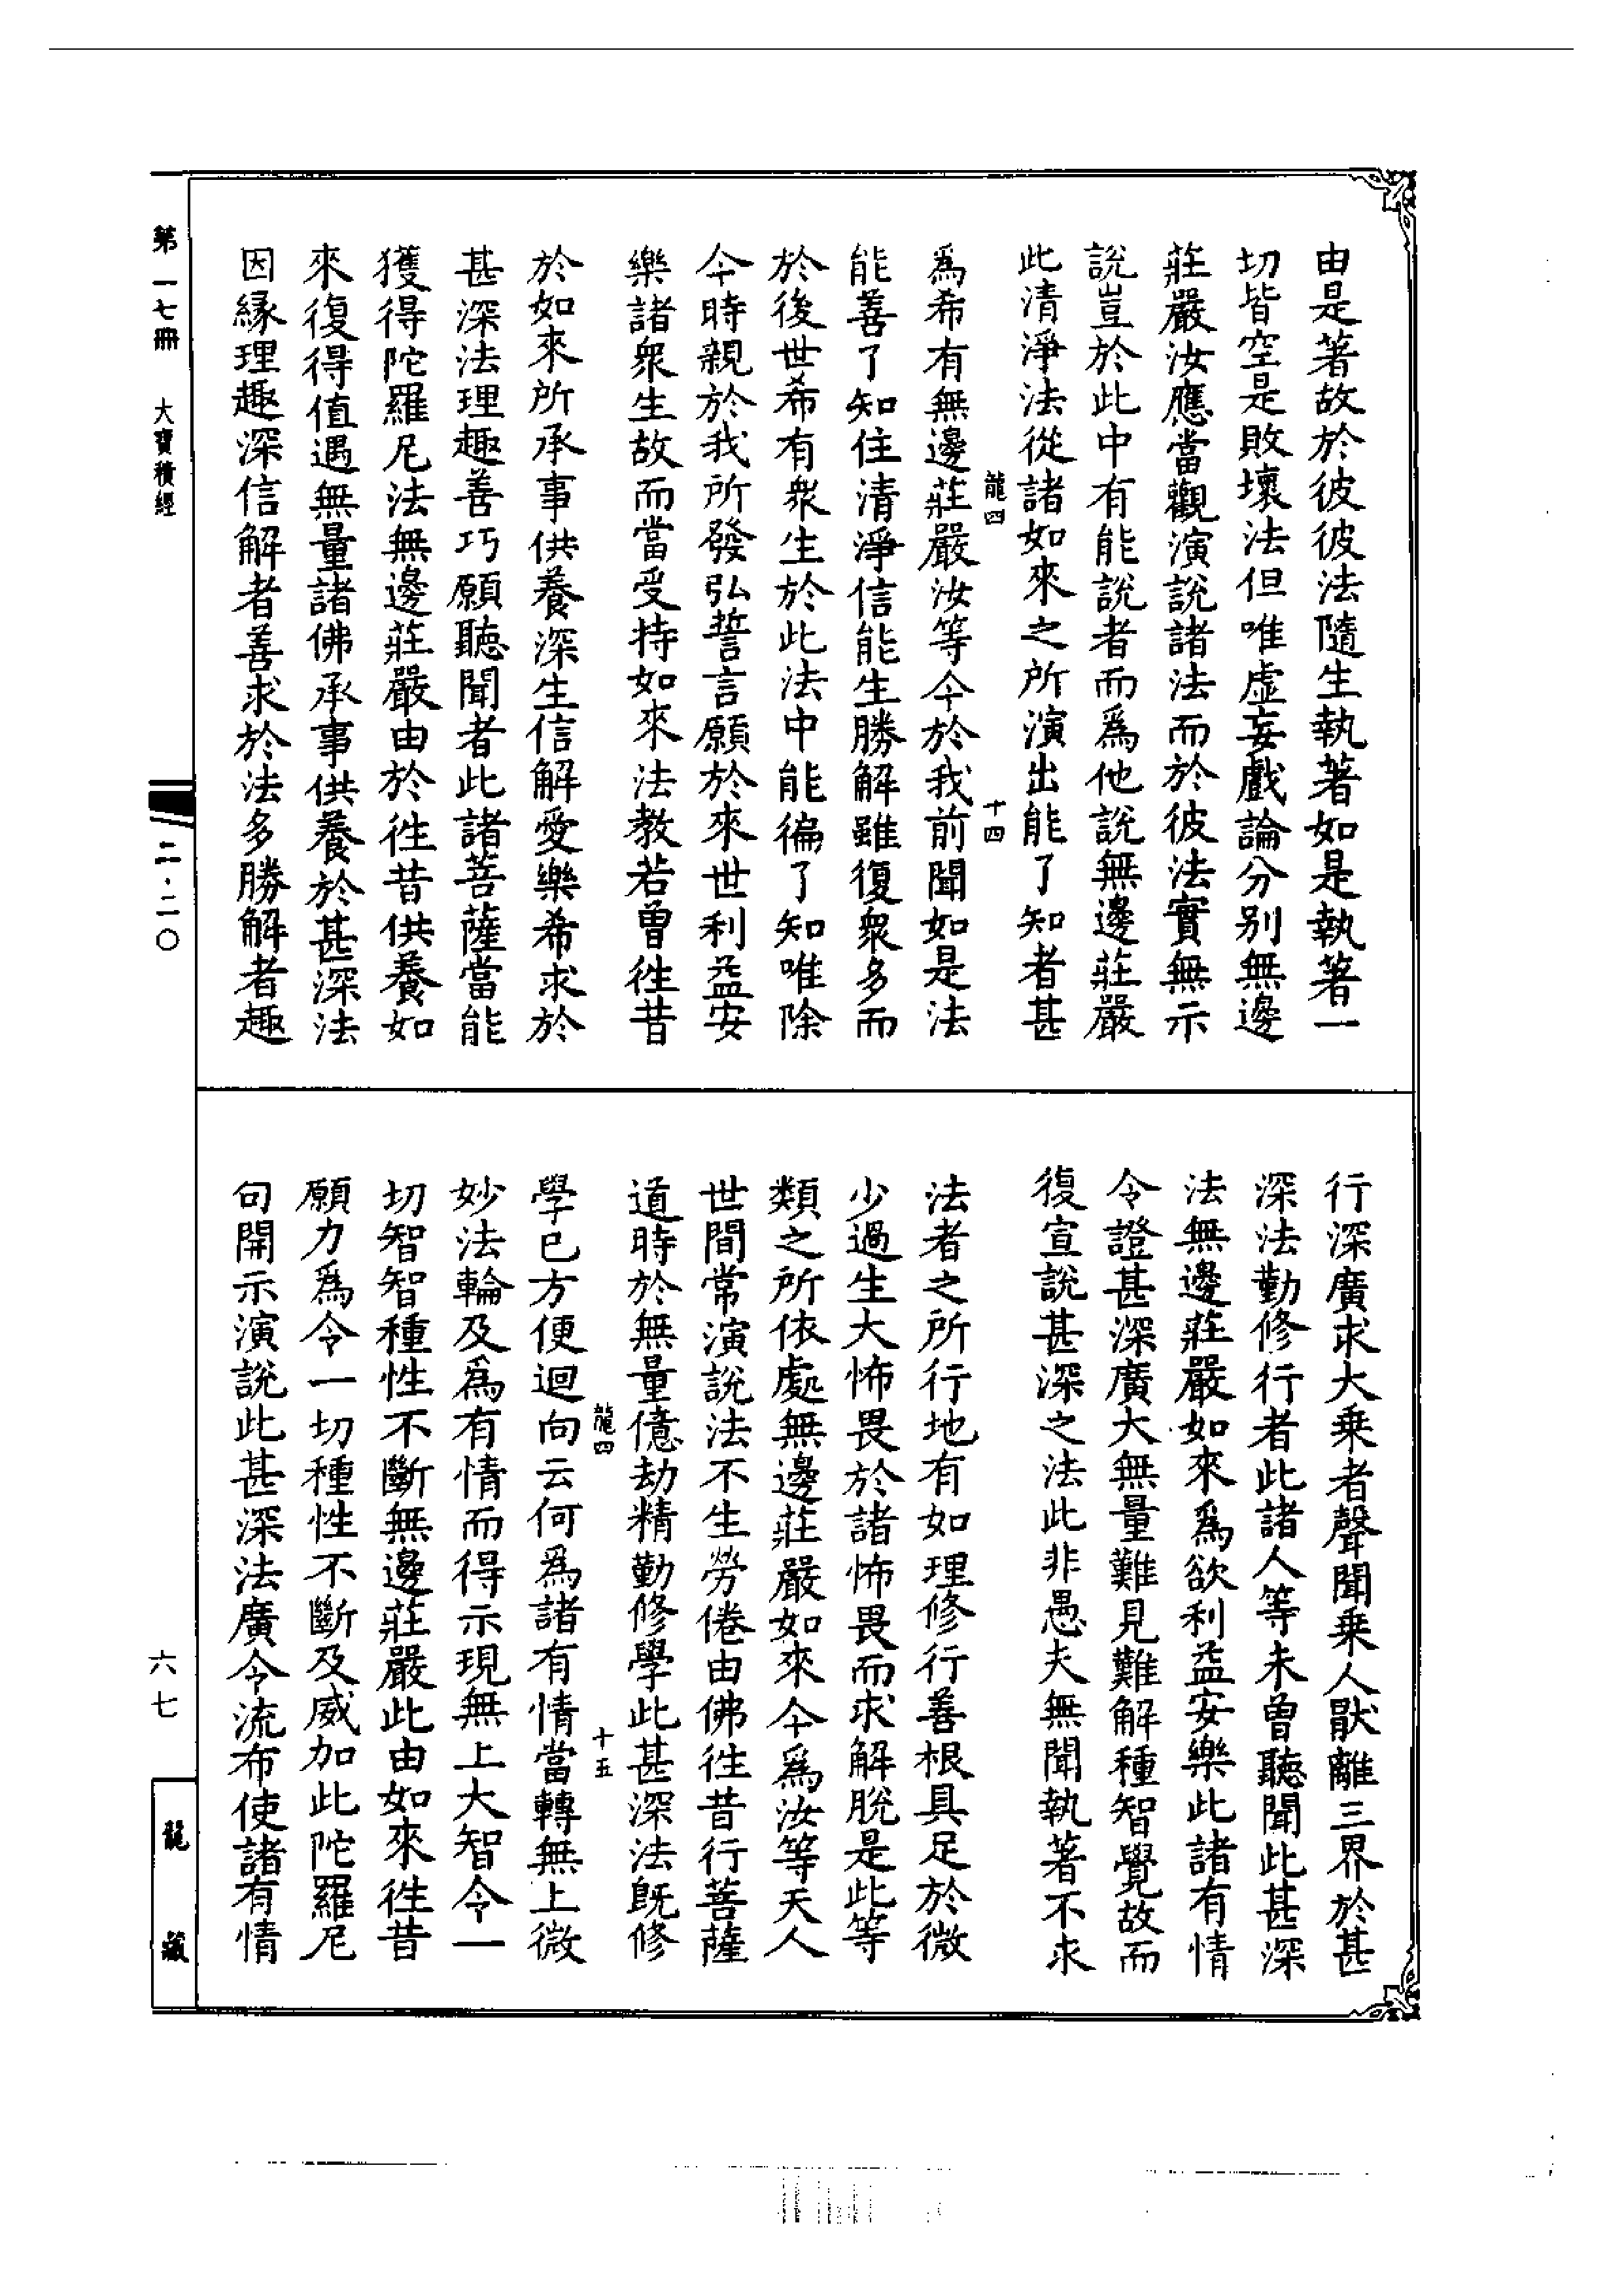 由是著故於彼彼法隨生執著如是執著一
切皆空是敗壞法但唯虛妄戲論分別無邊
莊嚴汝應當觀演說諸法而於彼法實無示
說豈於此中有能說者而為他說無邊莊嚴
此清淨法從諸如來之所演出能了知者甚
龍四
十四
為希有無邊莊嚴汝等今於我前聞如是法
能善了知住清淨信能生勝解雖復衆多而
於後世希有衆生於此法中能徧了知唯除
今時親於我所發弘誓言願於來世利益安
樂諸衆生故而當受持如來法教若曾往昔
於如來所承事供養深生信解愛樂希求於
甚深法理趣善巧願聽聞者此諸菩薩當能
獲得陀羅尼法無邊莊嚴由於往昔供養如
來復得值遇無量諸佛承事供養於甚深法
因緣理趣深信解者善求於法多勝解者趣
行深廣求大乗者聲聞乗人猒離三界於甚
深法勤修行者此諸人等未曾聽聞此甚深
法無邊莊嚴如來為欲利益安樂此諸有情
令證甚深廣大無量難見難解種智覺故而
復宣說甚深之法此非愚夫無聞執著不求
法者之所行地有如理修行善根具足於微
少過生大怖畏於諸怖畏而求解脫是此等
類之所依處無邊莊嚴如來今為汝等天人
世間常演說法不生勞倦由佛往昔行菩薩
道時於無量億劫精勤修學此甚深法旣修
龍四
十五
學已方便迴向云何為諸有情當轉無上微
妙法輪及為有情而得示現無上大智令一
切智智種性不斷無邊莊嚴此由如來往昔
願力為令一切種性不斷及威加此陀羅尼
句開示演說此甚深法廣令流布使諸有情
第一七冊
大寶積經
二·二〇
六七
龍藏